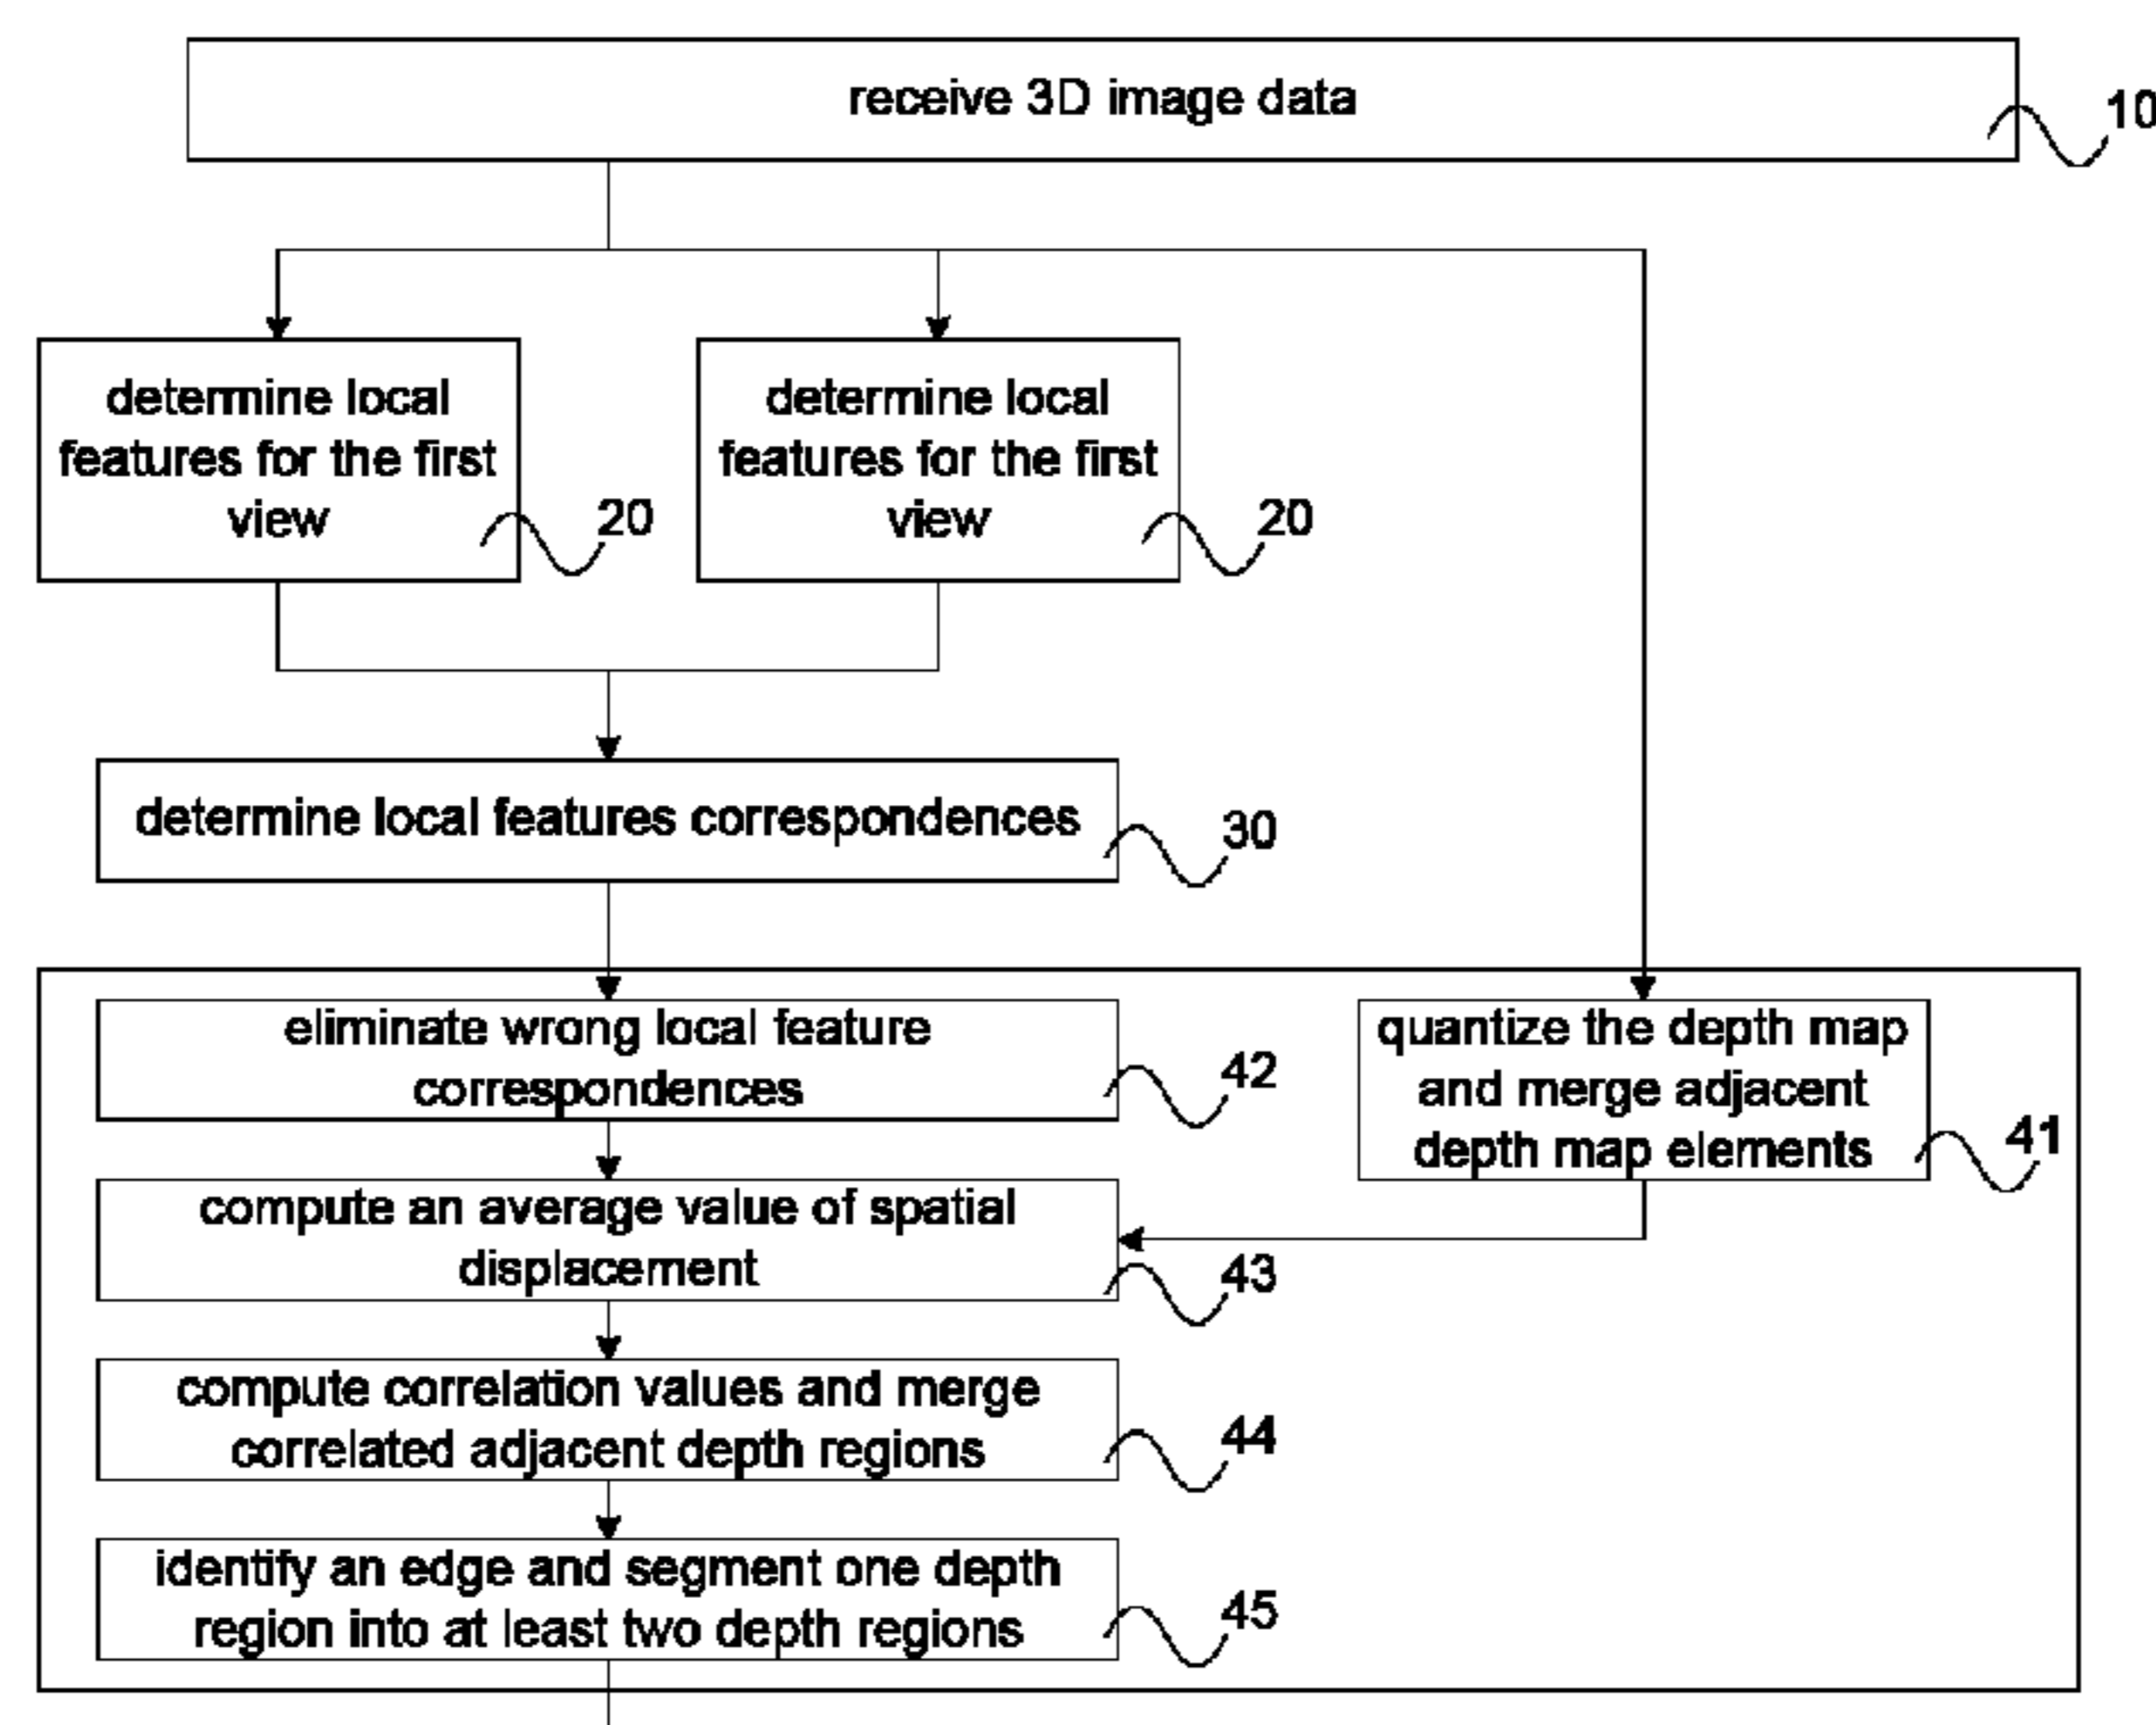 receive 3D image data
10
determine local
features for the first
view
20
determine local
features for the first
view
20
determine local features correspondences
30
eliminate wrong local feature
correspondences
42
quantize the depth map
and merge adjacent
depth map elements
41
compute an average value of spatial
displacement
43
compute correlation values and merge
correlated adjacent depth regions
44
identify an edge and segment one depth
region into at least two depth regions
45